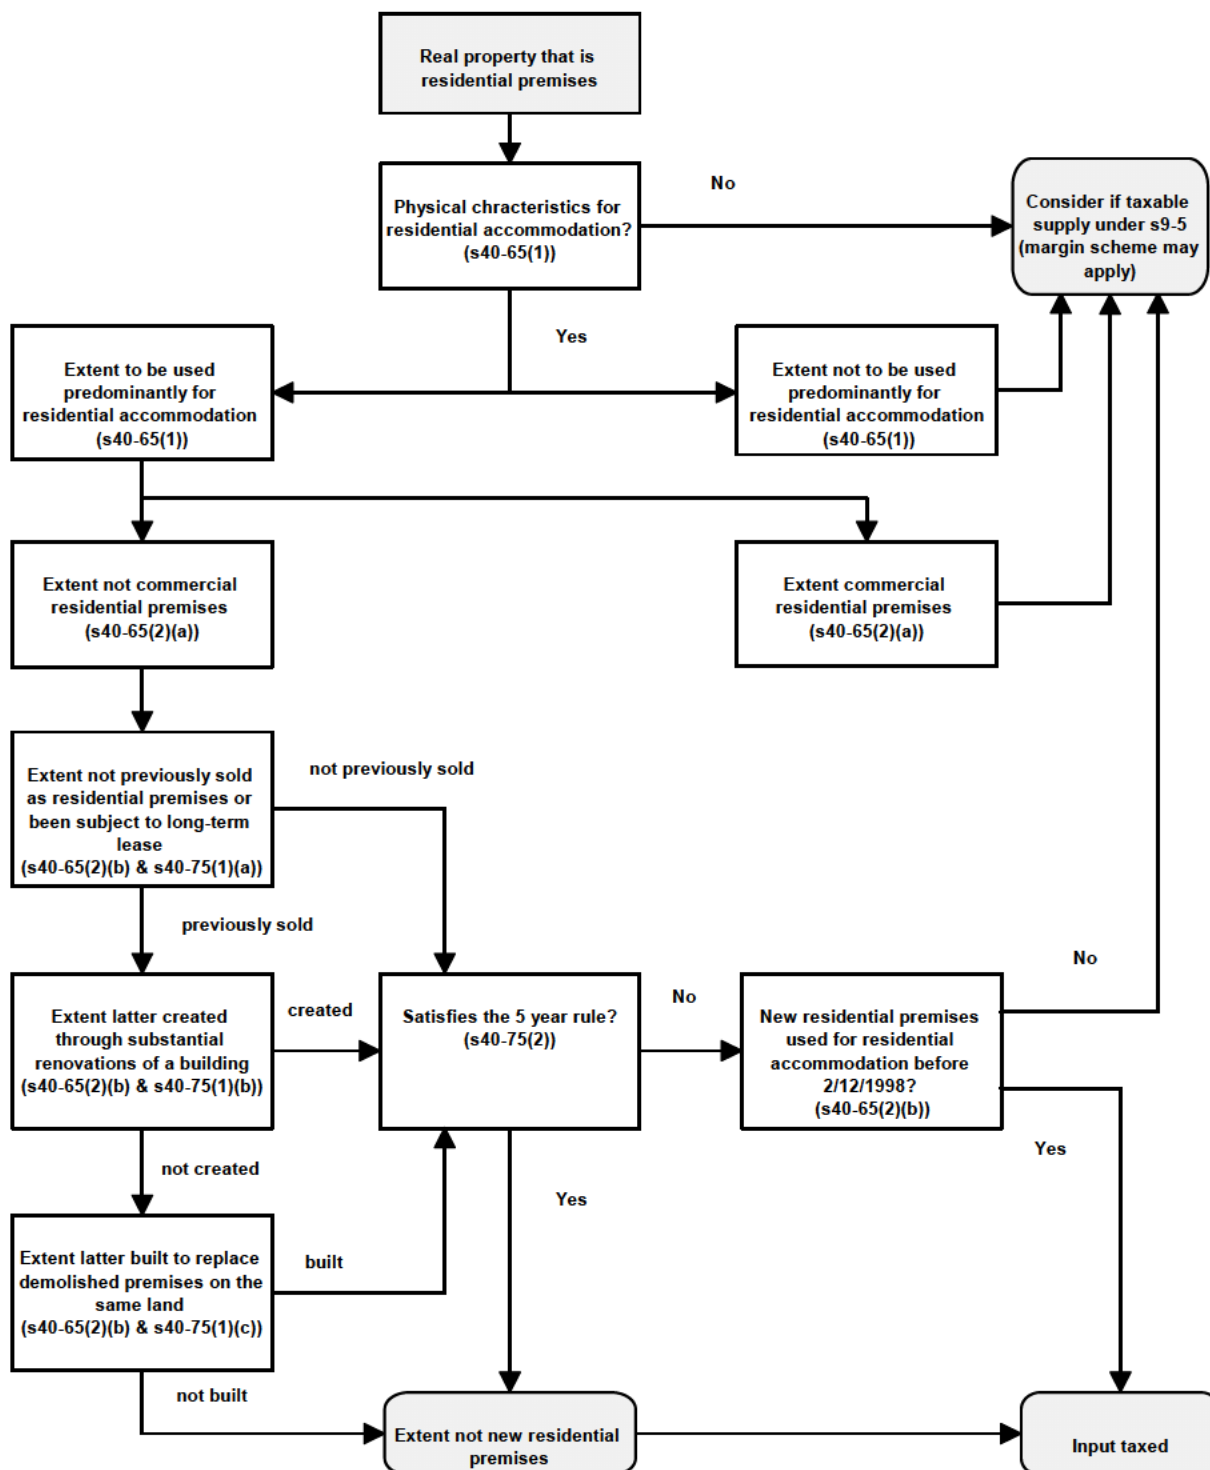 Real property that is
residential premises
No
Physical chracteristics for
residential accommodation?
(s40-65(1))
Consider if taxable
supply under s9-5
(margin scheme may
apply)
Yes
Extent to be used
predominantly for
residential accommodation
(s40-65(1))
Extent not to be used
predominantly for
residential accommodation
(s40-65(1))
Extent not commercial
residential premises
(s40-65(2)(a))
Extent commercial
residential premises
(s40-65(2)(a))
Extent not previously sold
as residential premises or
been subject to long-term
lease
(s40-65(2)(b) & s40-75(1)(a))
not previously sold
previously sold
Extent latter created
through substantial
renovations of a building
(s40-65(2)(b) & s40-75(1)(b))
created
Satisfies the 5 year rule?
(s40-75(2))
No
New residential premises
used for residential
accommodation before
2/12/1998?
(s40-65(2)(b))
No
Yes
not created
Yes
Extent latter built to replace
demolished premises on the
same land
(s40-65(2)(b) & s40-75(1)(c))
built
not built
Extent not new residential
premises
Input taxed